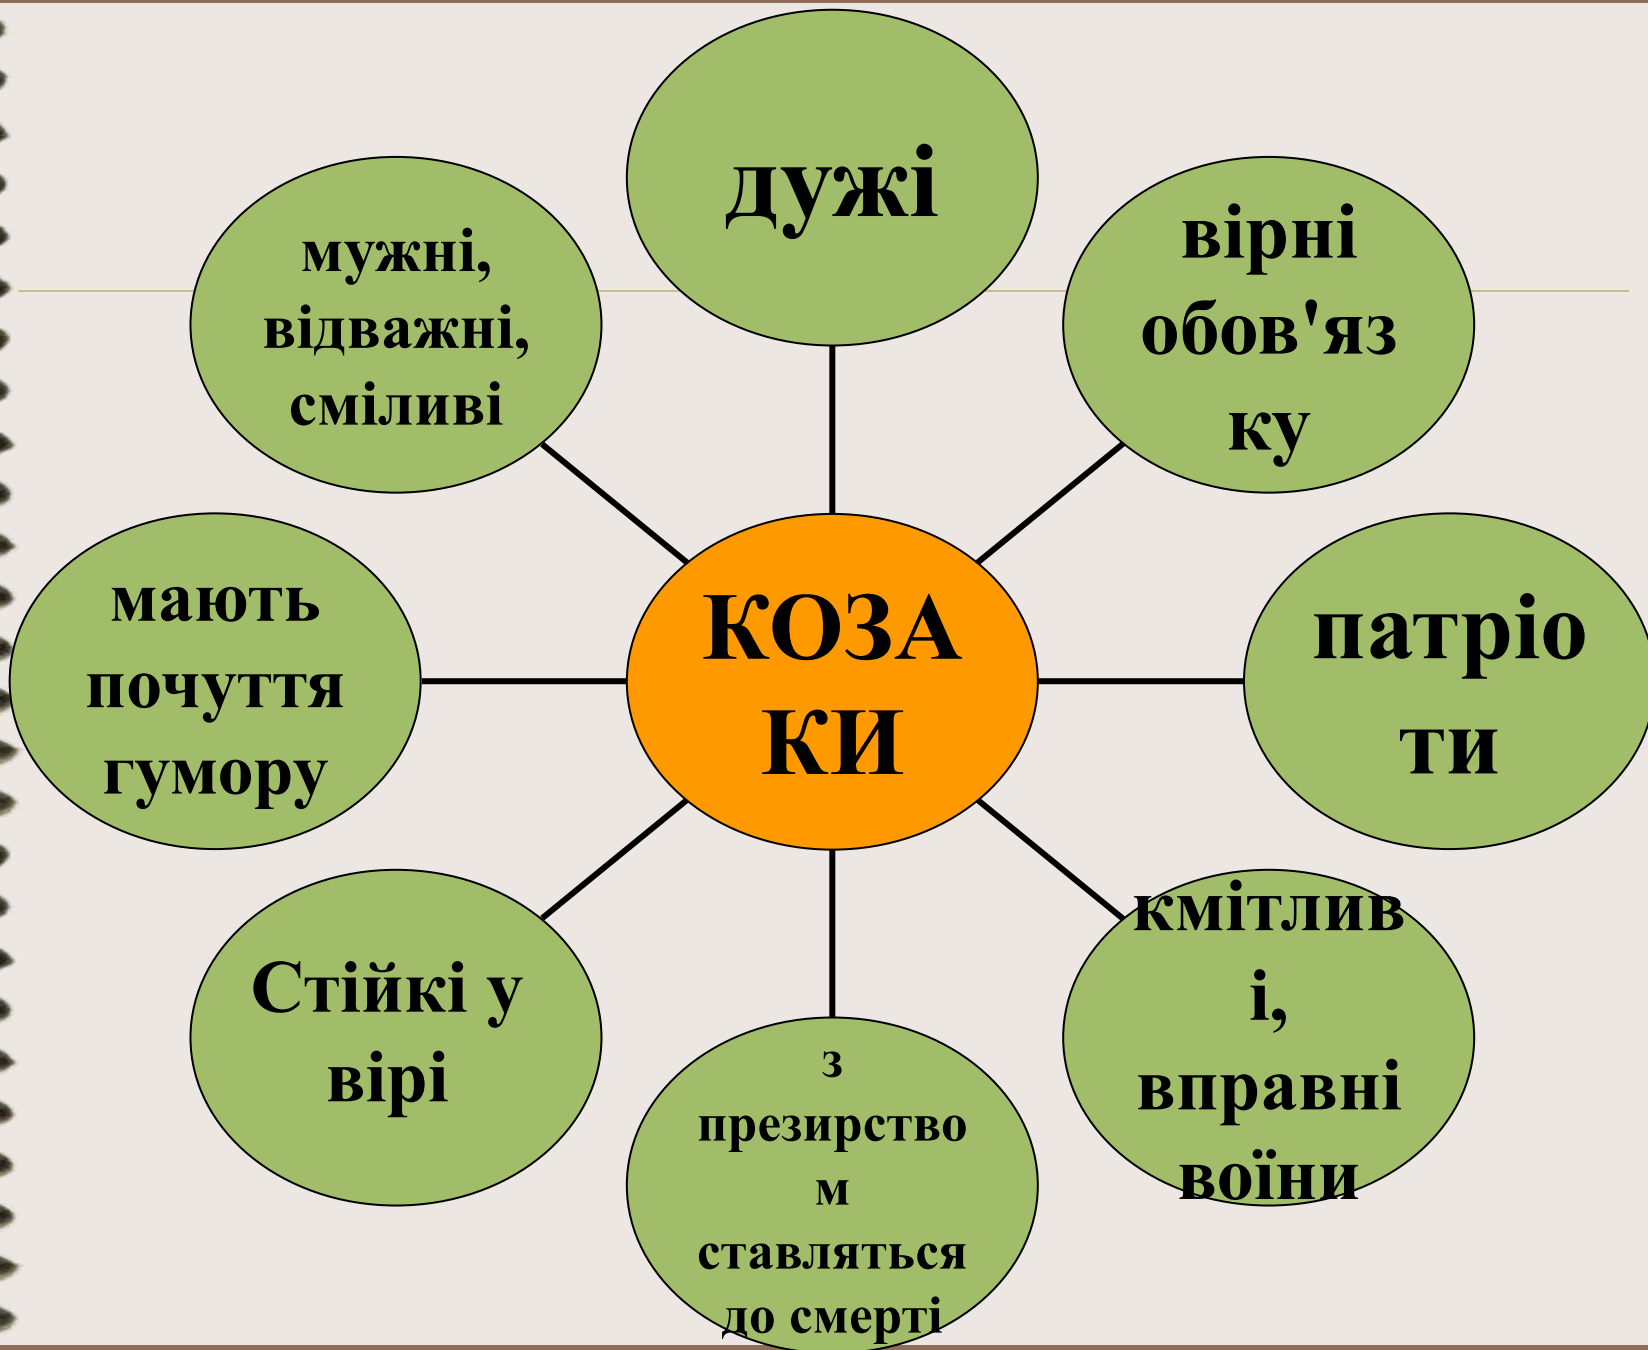 дужі
мужні,
відважні,
сміливі
вірні
обов'яз
ку
мають
почуття
гумору
КОЗА
КИ
патріо
ти
Стійкі у
вірі
кмітлив
і,
вправні
воїни
з
презирство
м
ставляться
до смерті